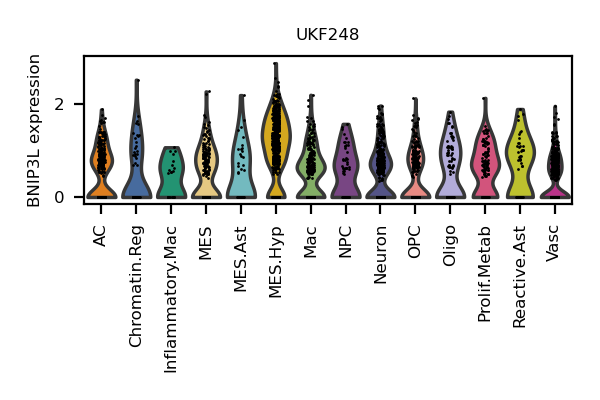 UKF248
BNIP3L expression
2
0
AC
Chromatin.Reg
Inflammatory.Mac
MES
MES.Ast
MES.Hyp
Mac
NPC
Neuron
OPC
Oligo
Prolif.Metab
Reactive.Ast
Vasc